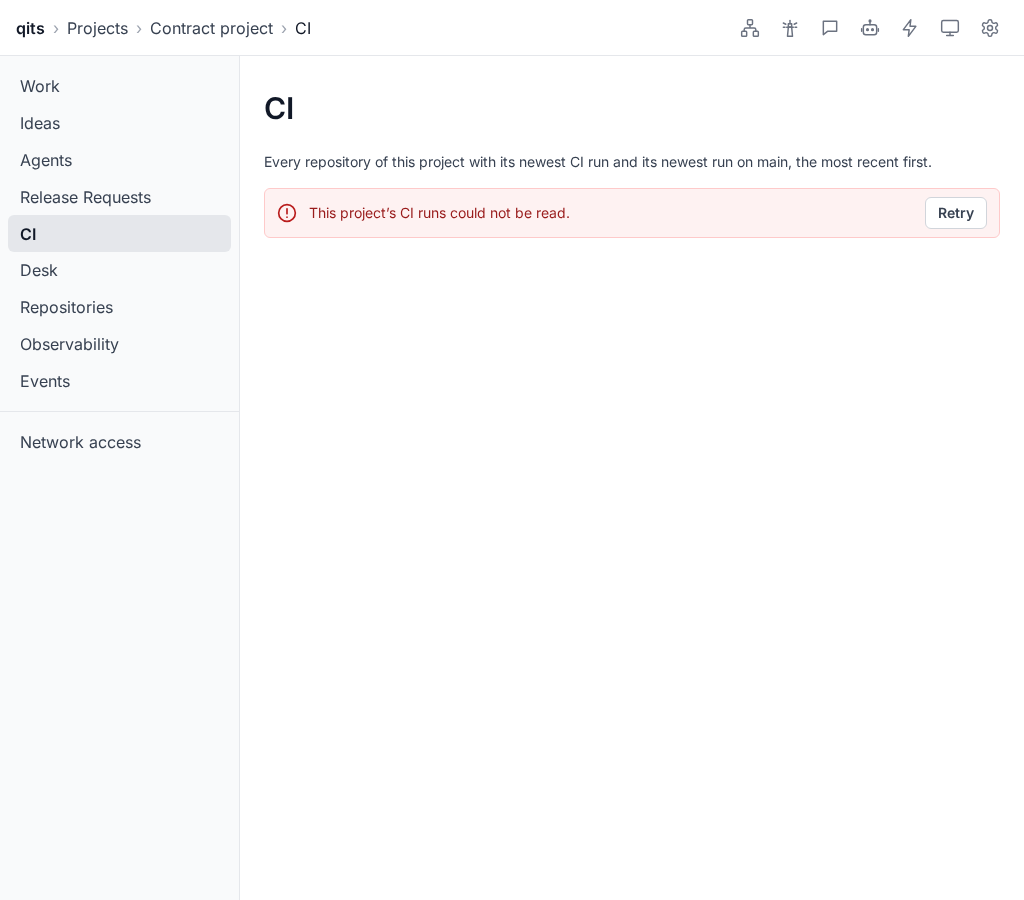 qits › Projects › Contract project › CI
Work
Ideas
Agents
Release Requests
CI
Desk
Repositories
Observability
Events
Network access
CI
Every repository of this project with its newest CI run and its newest run on main, the most recent first.
This project’s CI runs could not be read.
Retry